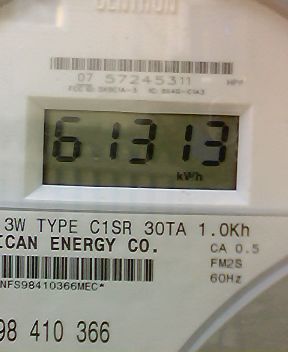 CENTRON
07 57245311
61313
kWh
3W TYPE C1SR 30TA 1.0Kh
ICAN ENERGY CO.
CA 0.5
FM2S
60Hz
NFS98410366MEC*
98 410 366